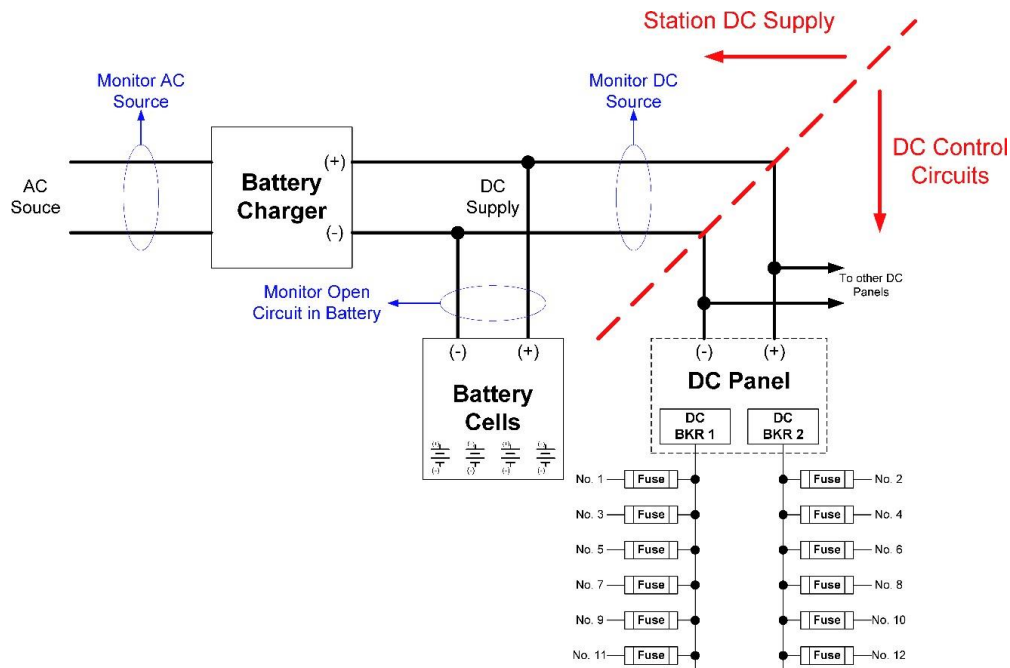 Station DC Supply
Monitor AC
Source
Monitor DC
Source
DC Control
Circuits
AC
Souce
Battery
Charger
(+)
(-)
DC
Supply
To other DC
Panels
Monitor Open
Circuit in Battery
(-) (+)
Battery
Cells
(+) (-) (+) (-)
(-) (-) (-) (-)
(-) (+)
DC Panel
DC
BKR 1
DC
BKR 2
No. 1 Fuse Fuse No. 2
No. 3 Fuse Fuse No. 4
No. 5 Fuse Fuse No. 6
No. 7 Fuse Fuse No. 8
No. 9 Fuse Fuse No. 10
No. 11 Fuse Fuse No. 12